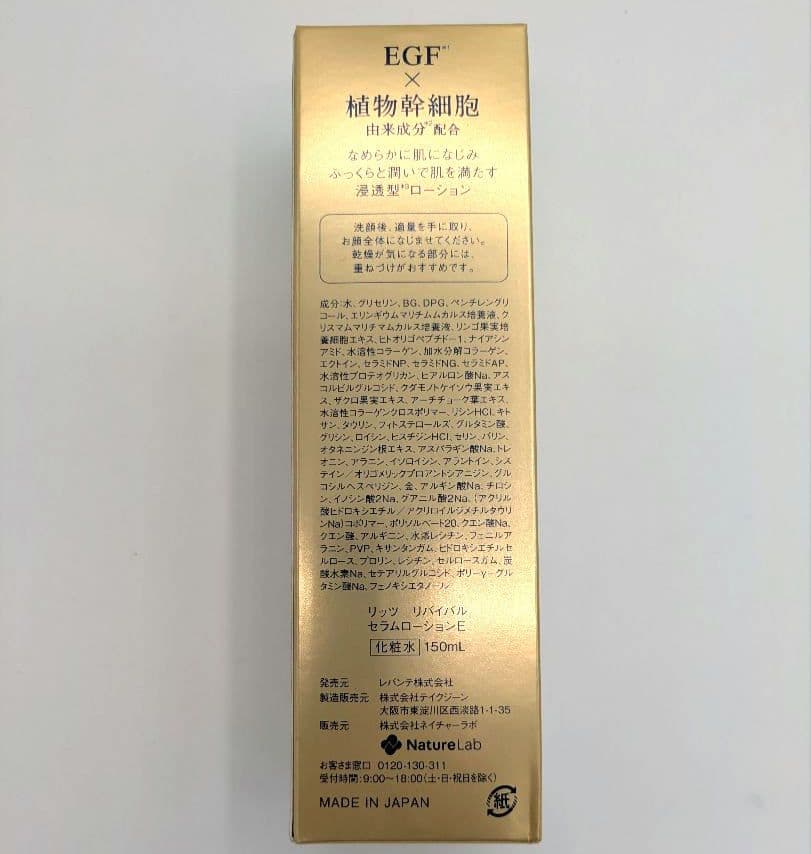 EGF※1
×
植物幹細胞
由来成分※2配合
なめらかに肌になじみ
ふっくらと潤いで肌を満たす
浸透型※3ローション
洗顔後、適量を手に取り、
お顔全体になじませてください。
乾燥が気になる部分には、
重ねづけがおすすめです。
成分:水、グリセリン、BG、DPG、ペンチレングリ
コール、エリンギウムマリチムムカルス培養液、ク
リスマムマリチマムカルス培養液、リンゴ果実培
養細胞エキス、ヒトオリゴペプチド-1、ナイアシン
アミド、水溶性コラーゲン、加水分解コラーゲン、
エクトイン、セラミドNP、セラミドNG、セラミドAP、
水溶性プロテオグリカン、ヒアルロン酸Na、アス
コルビルグルコシド、クダモノトケイソウ果実エキ
ス、ザクロ果実エキス、アーチチョーク葉エキス、
水溶性コラーゲンクロスポリマー、リシンHCl、キト
サン、タウリン、フィトステロールズ、グルタミン酸、
グリシン、ロイシン、ヒスチジンHCl、セリン、バリン、
オタネニンジン根エキス、アスパラギン酸Na、トレ
オニン、アラニン、イソロイシン、アラントイン、シス
テイン/オリゴメリックプロアントシアニジン、グル
コシルヘスペリジン、金、アルギン酸Na、チロシ
ン、イノシン酸2Na、グアニル酸2Na、(アクリル
酸ヒドロキシエチル/アクリロイルジメチルタウリ
ンNa)コポリマー、ポリソルベート20、クエン酸Na、
クエン酸、アルギニン、水添レシチン、フェニルア
ラニン、PVP、キサンタンガム、ヒドロキシエチルセ
ルロース、プロリン、レシチン、セルロースガム、炭
酸水素Na、セテアリルグルコシド、ポリ-γ-グル
タミン酸Na、フェノキシエタノール
リッツ リバイバル
セラムローションE
化粧水 150mL
発売元 レバンテ株式会社
製造販売元 株式会社テイクジーン
大阪市東淀川区西淡路1-1-35
販売元 株式会社ネイチャーラボ
NatureLab
お客さま窓口 0120-130-311
受付時間:9:00～18:00(土・日・祝日を除く)
MADE IN JAPAN
紙